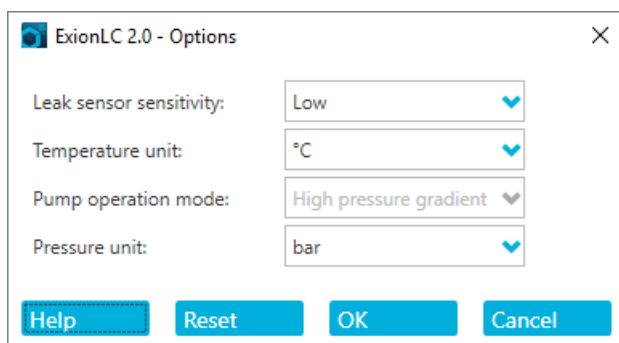 ExionLC 2.0 - Options
Leak sensor sensitivity: Low
Temperature unit: °C
Pump operation mode: High pressure gradient
Pressure unit: bar
Help Reset OK Cancel